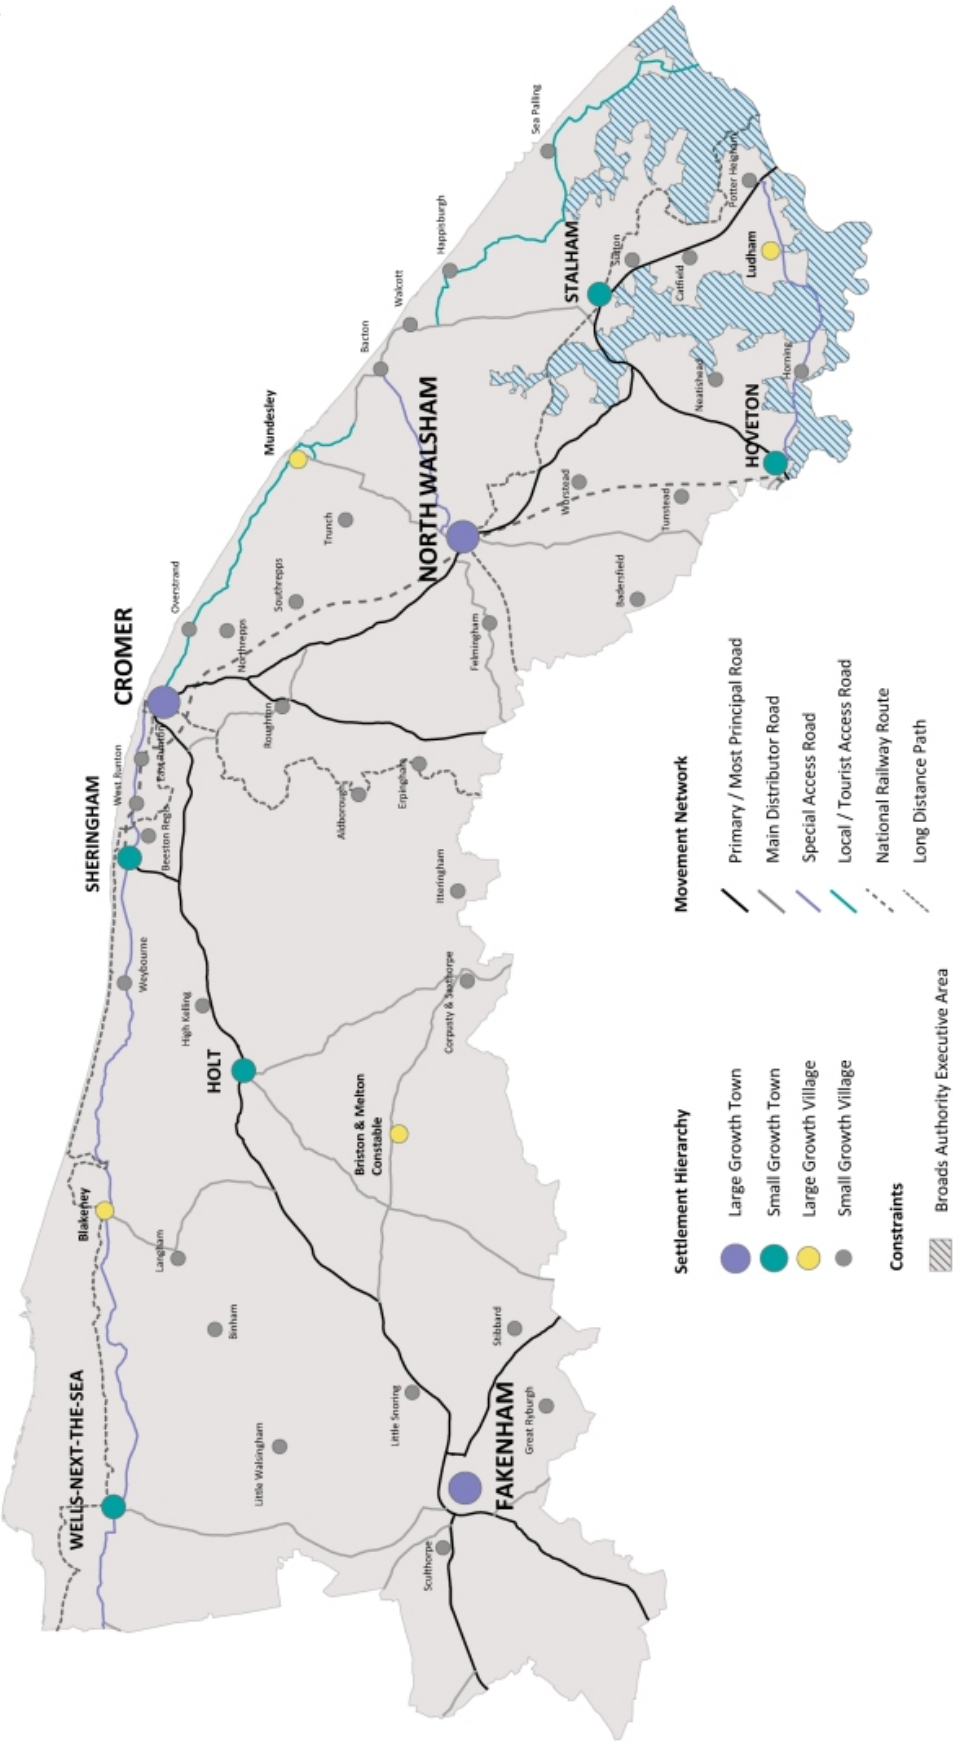 WELLS-NEXT-THE-SEA
Blakeney
Weybourne
SHERINGHAM
West Runton
East Runton
Beeston Regis
CROMER
Overstrand
Northrepps
Southrepps
Trunch
Mundesley
Bacton
Walcott
Happisburgh
Sea Palling
Langham
Binham
Little Walsingham
High Kelling
HOLT
Briston & Melton
Constable
Corpusty & Saxthorpe
Itteringham
Aldborough
Erpingham
Roughton
Felmingham
NORTH WALSHAM
Worstead
Tunstead
Badersfield
STALHAM
Sutton
Catfield
Potter Heigham
Ludham
Neatishead
Horning
HOVETON
Little Snoring
Stibbard
Great Ryburgh
FAKENHAM
Sculthorpe
Settlement Hierarchy
Large Growth Town
Small Growth Town
Large Growth Village
Small Growth Village
Constraints
Broads Authority Executive Area
Movement Network
Primary / Most Principal Road
Main Distributor Road
Special Access Road
Local / Tourist Access Road
National Railway Route
Long Distance Path